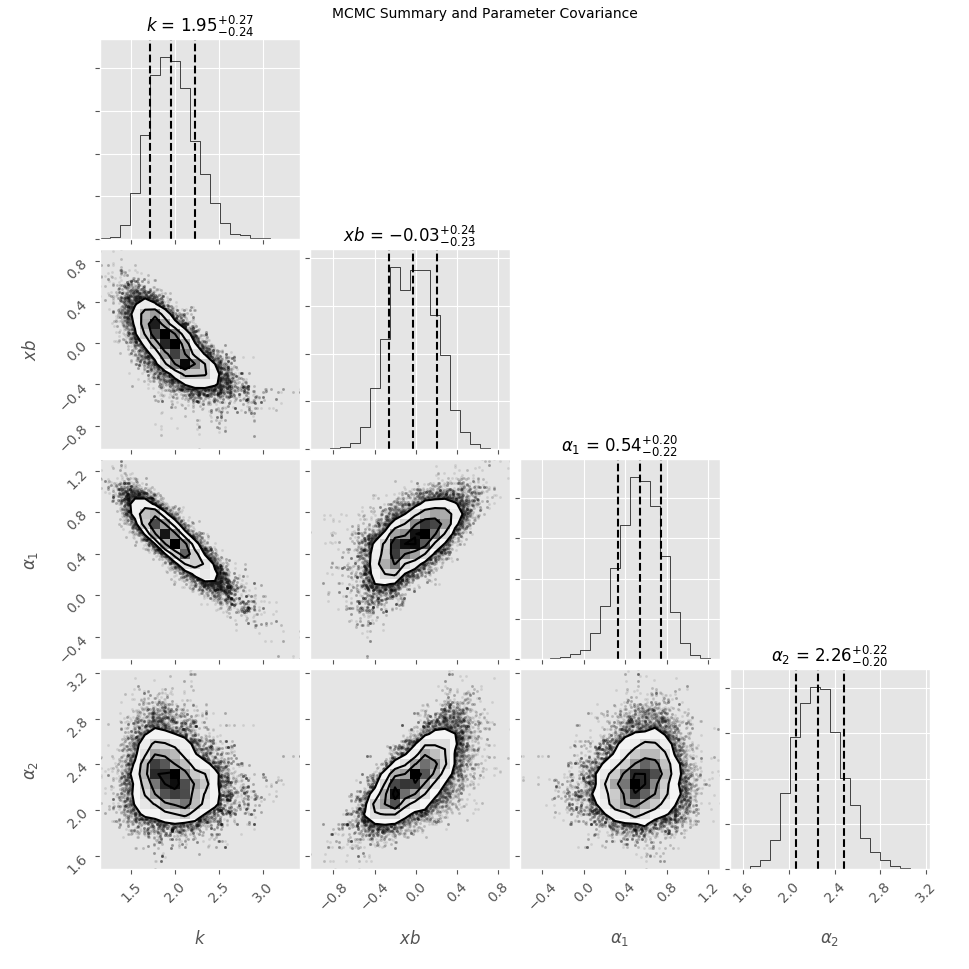 MCMC Summary and Parameter Covariance
k = 1.95+0.27 −0.24
xb = −0.03+0.24 −0.23
0.8
0.4
0.0
−0.4
−0.8
xb
α1 = 0.54+0.20 −0.22
1.2
0.8
0.4
0.0
−0.4
α1
α2 = 2.26+0.22 −0.20
3.2
2.8
2.4
2.0
1.6
α2
1.5 2.0 3.0 −0.8 −0.4 0.0 0.4 0.8 −0.4 0.0 0.4 0.8 1.2 1.6 2.0 2.4 2.8 3.2
k xb α1 α2